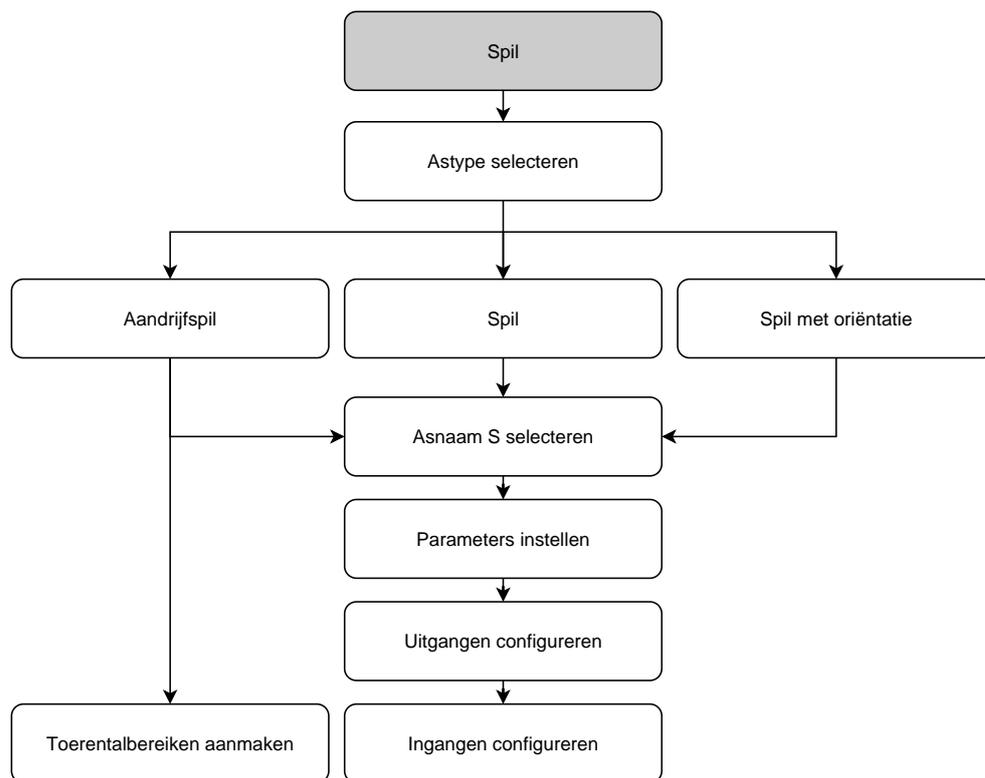 Spil
Astype selecteren
Aandrijfspil
Spil
Spil met oriëntatie
Asnaam S selecteren
Parameters instellen
Uitgangen configureren
Toerentalbereiken aanmaken
Ingangen configureren